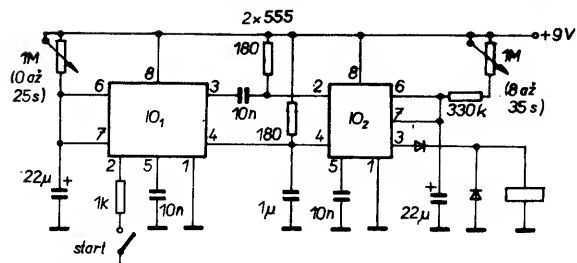 2×555
+9V
1M
(0 až
25s)
180
8
8
1M
(8 až
35s)
6
3
10n
2
6
330k
IO1
IO2
7
4
180
4
7
3
2
5
1
5
1
22µ
+
1k
10n
1µ
10n
22µ
+
start